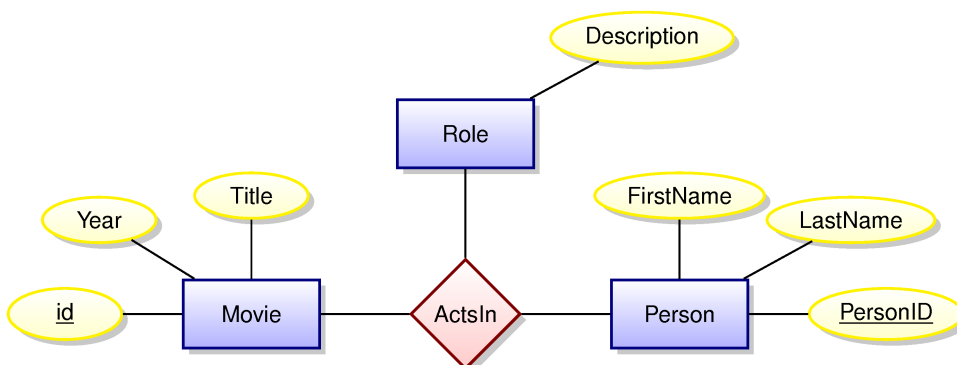 Description
Role
Title
FirstName
Year
LastName
id
Movie
ActsIn
Person
PersonID